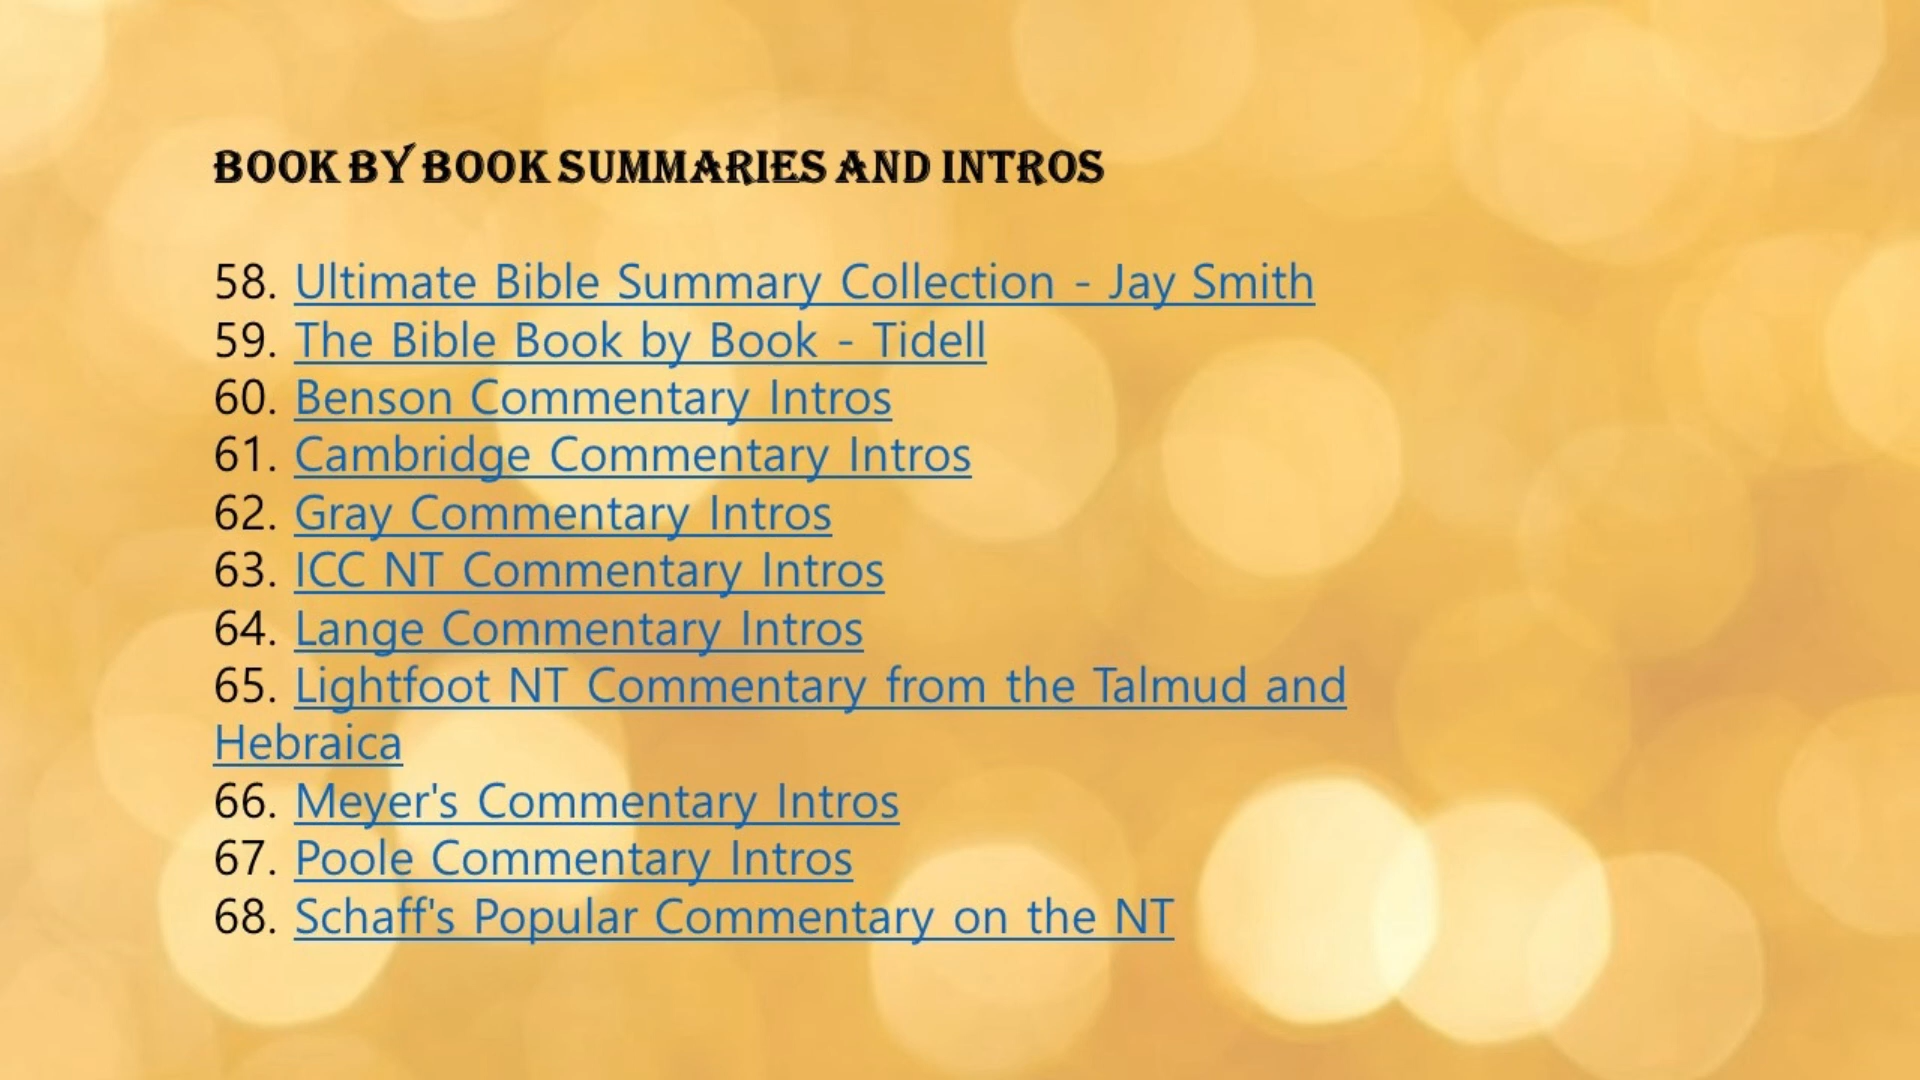 BOOK BY BOOK SUMMARIES AND INTROS
58. Ultimate Bible Summary Collection - Jay Smith
59. The Bible Book by Book - Tidell
60. Benson Commentary Intros
61. Cambridge Commentary Intros
62. Gray Commentary Intros
63. ICC NT Commentary Intros
64. Lange Commentary Intros
65. Lightfoot NT Commentary from the Talmud and
Hebraica
66. Meyer's Commentary Intros
67. Poole Commentary Intros
68. Schaff's Popular Commentary on the NT